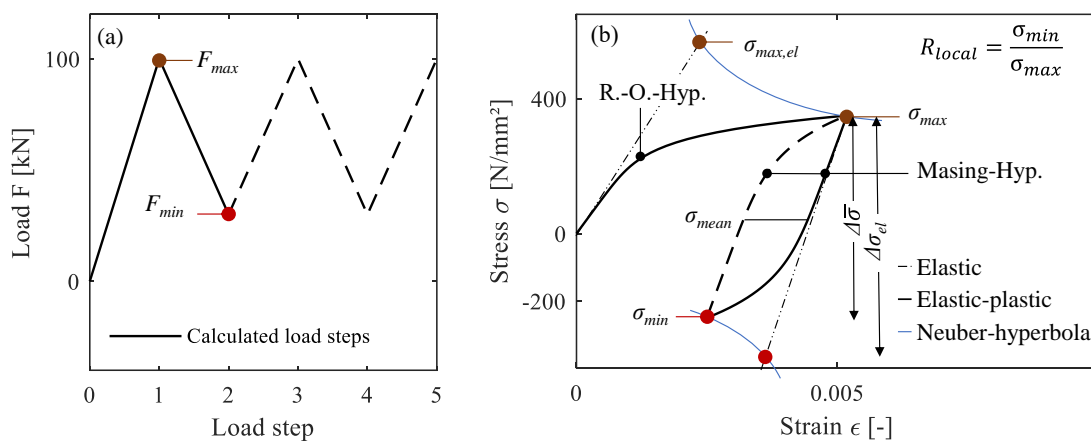 (a)
100
0
F_max
F_min
Load F [kN]
Calculated load steps
0 1 2 3 4 5
Load step
(b)
σ_max,el
R_local = σ_min / σ_max
R.-O.-Hyp.
400
σ_max
Masing-Hyp.
σ_mean
0
Δσ̅
Δσ_el
Stress σ [N/mm²]
Elastic
-200
σ_min
Elastic-plastic
Neuber-hyperbola
0 0.005
Strain ϵ [-]